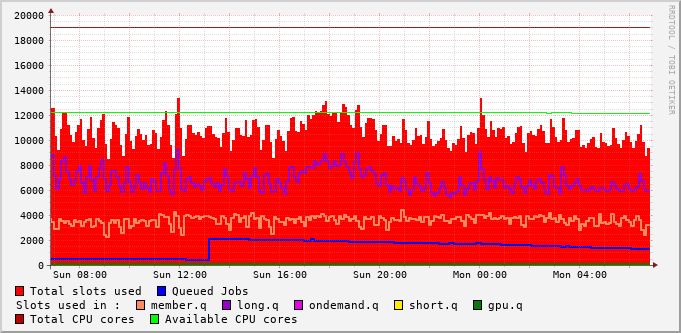 20000
18000
16000
14000
12000
10000
8000
6000
4000
2000
0
Sun 08:00 Sun 12:00 Sun 16:00 Sun 20:00 Mon 00:00 Mon 04:00
RRDTOOL / TOBI OETIKER
Total slots used Queued Jobs
Slots used in : member.q long.q ondemand.q short.q gpu.q
Total CPU cores Available CPU cores